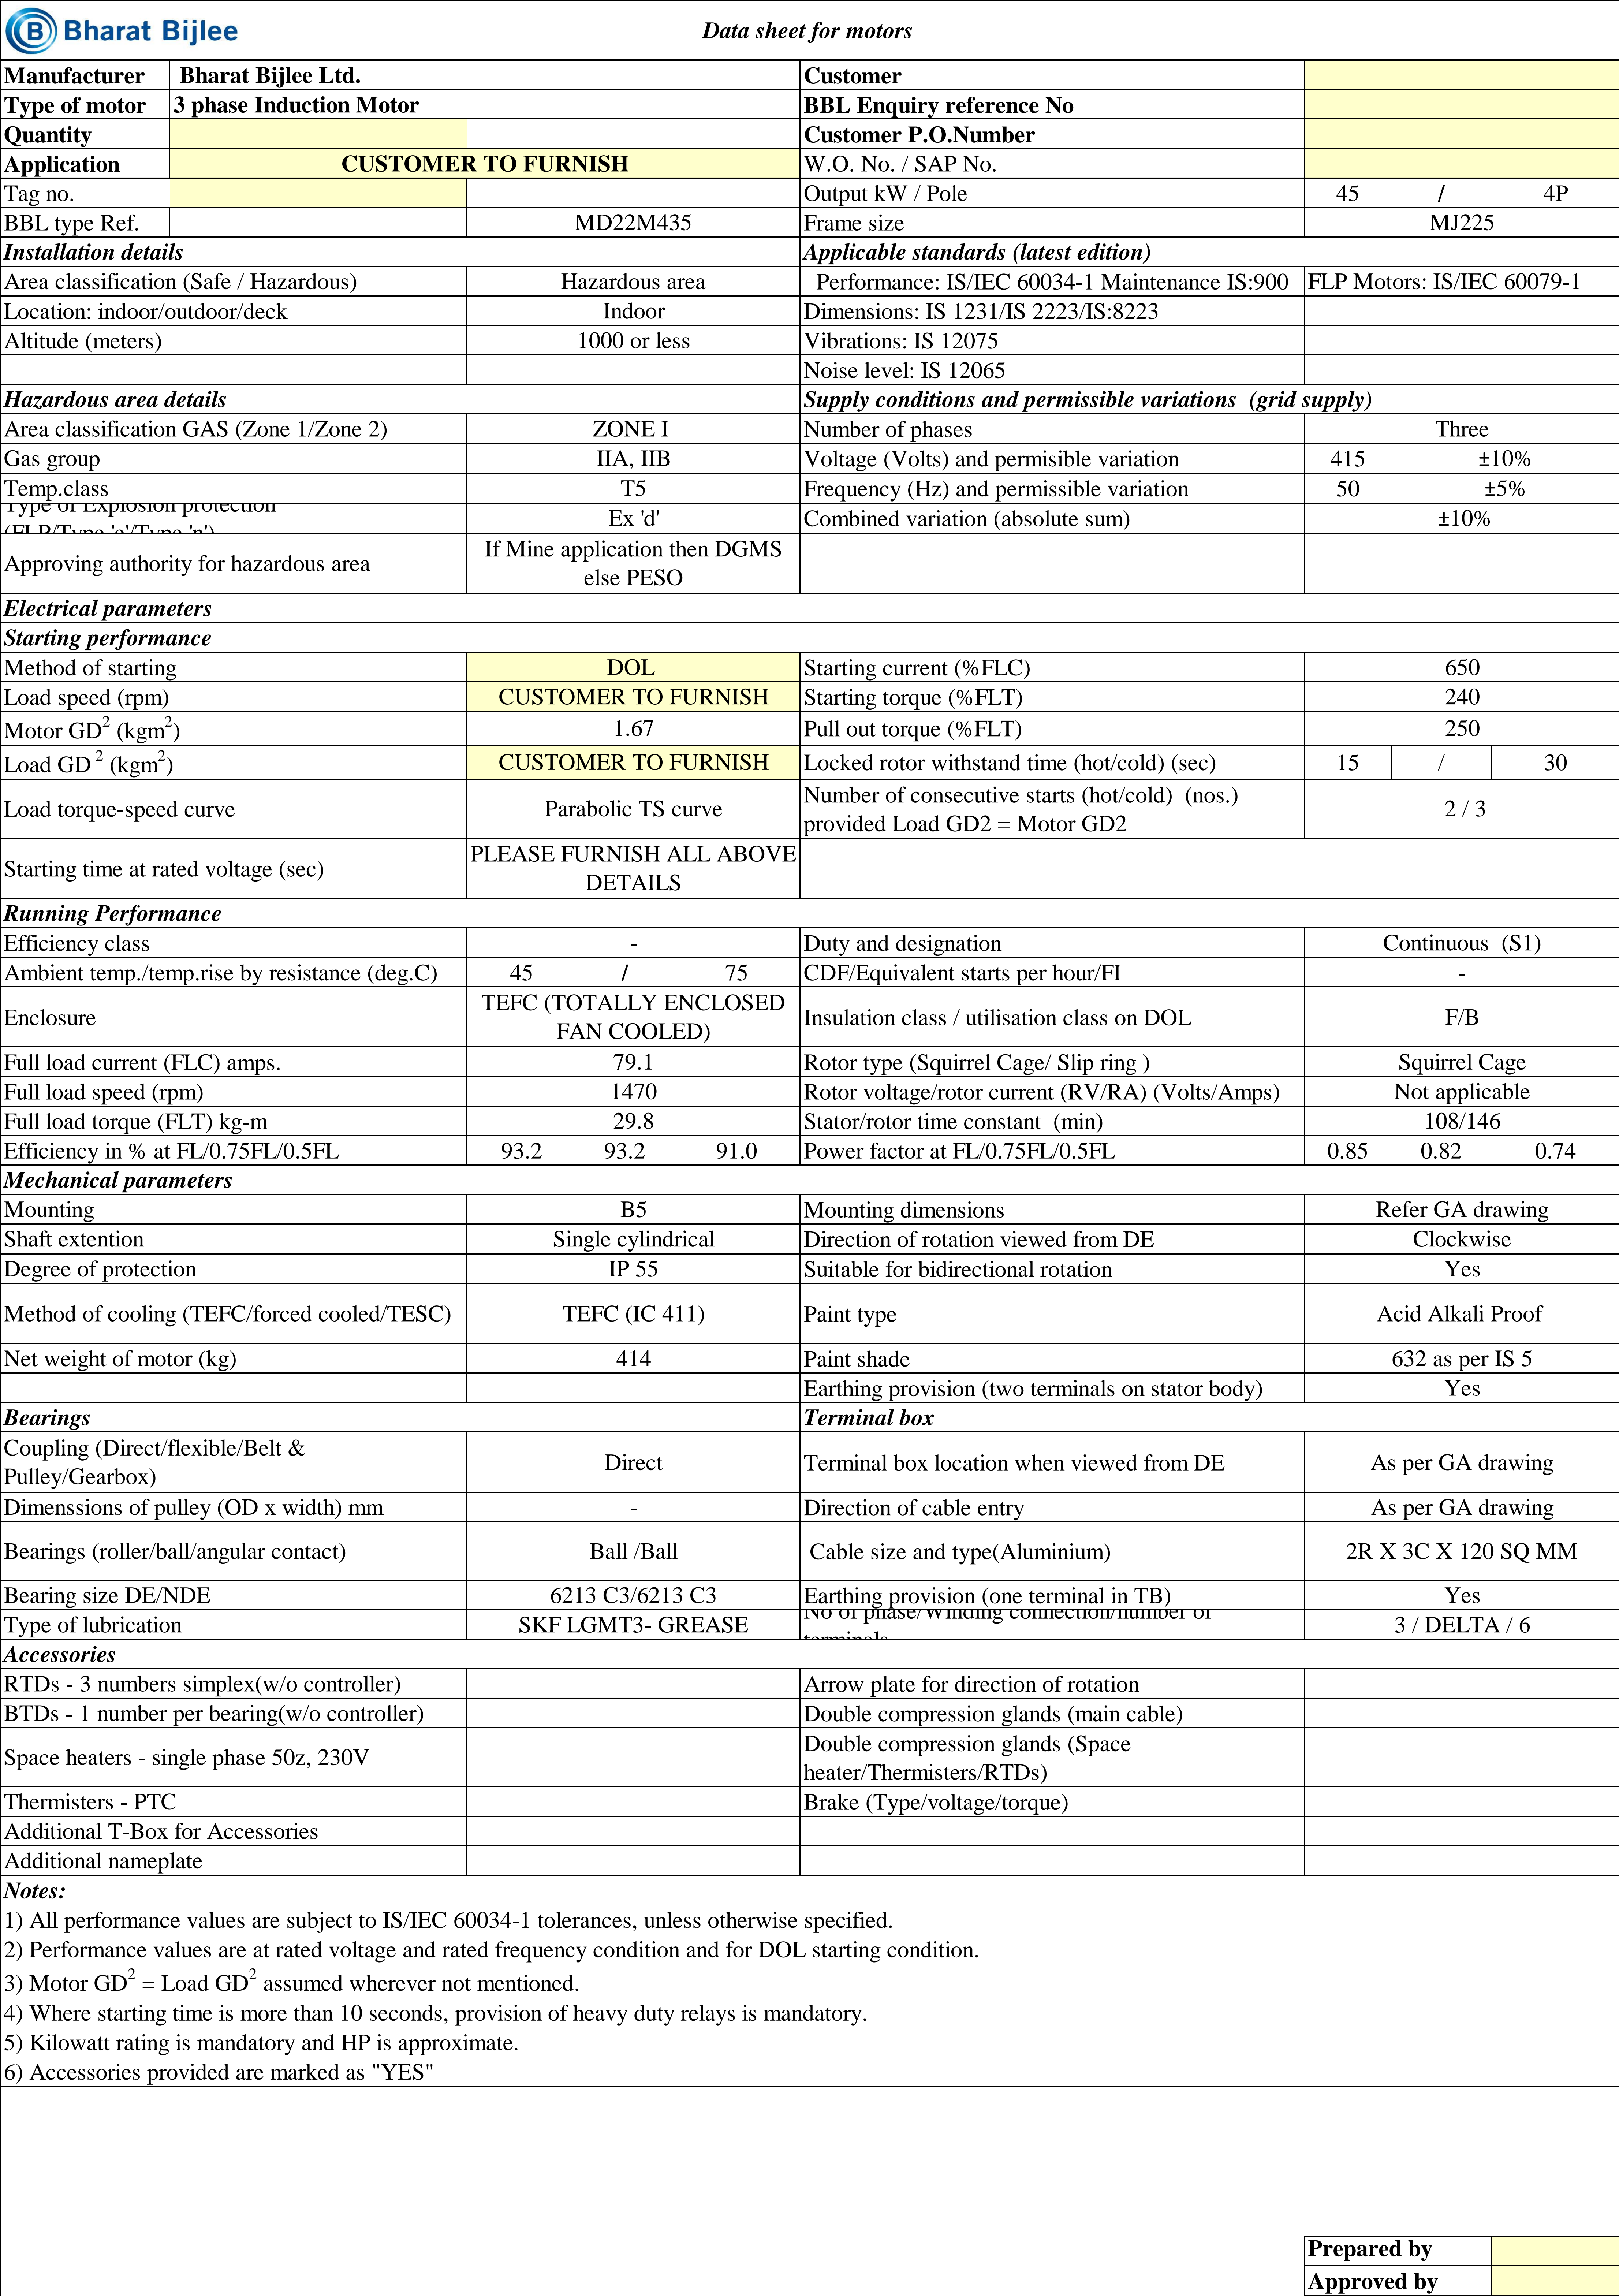 Bharat Bijlee
Data sheet for motors
Manufacturer Bharat Bijlee Ltd. Customer
Type of motor 3 phase Induction Motor BBL Enquiry reference No
Quantity Customer P.O.Number
Application CUSTOMER TO FURNISH W.O. No. / SAP No.
Tag no. Output kW / Pole 45 / 4P
BBL type Ref. MD22M435 Frame size MJ225
Installation details Applicable standards (latest edition)
Area classification (Safe / Hazardous) Hazardous area Performance: IS/IEC 60034-1 Maintenance IS:900 FLP Motors: IS/IEC 60079-1
Location: indoor/outdoor/deck Indoor Dimensions: IS 1231/IS 2223/IS:8223
Altitude (meters) 1000 or less Vibrations: IS 12075
Noise level: IS 12065
Hazardous area details Supply conditions and permissible variations (grid supply)
Area classification GAS (Zone 1/Zone 2) ZONE I Number of phases Three
Gas group IIA, IIB Voltage (Volts) and permisible variation 415 ±10%
Temp.class T5 Frequency (Hz) and permissible variation 50 ±5%
Type of Explosion protection
(FLP/Type 'e'/Type 'n') Ex 'd' Combined variation (absolute sum) ±10%
Approving authority for hazardous area If Mine application then DGMS
else PESO
Electrical parameters
Starting performance
Method of starting DOL Starting current (%FLC) 650
Load speed (rpm) CUSTOMER TO FURNISH Starting torque (%FLT) 240
Motor GD2 (kgm2) 1.67 Pull out torque (%FLT) 250
Load GD 2 (kgm2) CUSTOMER TO FURNISH Locked rotor withstand time (hot/cold) (sec) 15 / 30
Load torque-speed curve Parabolic TS curve Number of consecutive starts (hot/cold) (nos.)
provided Load GD2 = Motor GD2 2 / 3
Starting time at rated voltage (sec) PLEASE FURNISH ALL ABOVE
DETAILS
Running Performance
Efficiency class - Duty and designation Continuous (S1)
Ambient temp./temp.rise by resistance (deg.C) 45 / 75 CDF/Equivalent starts per hour/FI -
Enclosure TEFC (TOTALLY ENCLOSED
FAN COOLED) Insulation class / utilisation class on DOL F/B
Full load current (FLC) amps. 79.1 Rotor type (Squirrel Cage/ Slip ring ) Squirrel Cage
Full load speed (rpm) 1470 Rotor voltage/rotor current (RV/RA) (Volts/Amps) Not applicable
Full load torque (FLT) kg-m 29.8 Stator/rotor time constant (min) 108/146
Efficiency in % at FL/0.75FL/0.5FL 93.2 93.2 91.0 Power factor at FL/0.75FL/0.5FL 0.85 0.82 0.74
Mechanical parameters
Mounting B5 Mounting dimensions Refer GA drawing
Shaft extention Single cylindrical Direction of rotation viewed from DE Clockwise
Degree of protection IP 55 Suitable for bidirectional rotation Yes
Method of cooling (TEFC/forced cooled/TESC) TEFC (IC 411) Paint type Acid Alkali Proof
Net weight of motor (kg) 414 Paint shade 632 as per IS 5
Earthing provision (two terminals on stator body) Yes
Bearings Terminal box
Coupling (Direct/flexible/Belt &
Pulley/Gearbox) Direct Terminal box location when viewed from DE As per GA drawing
Dimenssions of pulley (OD x width) mm - Direction of cable entry As per GA drawing
Bearings (roller/ball/angular contact) Ball /Ball Cable size and type(Aluminium) 2R X 3C X 120 SQ MM
Bearing size DE/NDE 6213 C3/6213 C3 Earthing provision (one terminal in TB) Yes
Type of lubrication SKF LGMT3- GREASE No of phase/Winding connection/number of
terminals 3 / DELTA / 6
Accessories
RTDs - 3 numbers simplex(w/o controller) Arrow plate for direction of rotation
BTDs - 1 number per bearing(w/o controller) Double compression glands (main cable)
Space heaters - single phase 50z, 230V Double compression glands (Space
heater/Thermisters/RTDs)
Thermisters - PTC Brake (Type/voltage/torque)
Additional T-Box for Accessories
Additional nameplate
Notes:
1) All performance values are subject to IS/IEC 60034-1 tolerances, unless otherwise specified.
2) Performance values are at rated voltage and rated frequency condition and for DOL starting condition.
3) Motor GD2 = Load GD2 assumed wherever not mentioned.
4) Where starting time is more than 10 seconds, provision of heavy duty relays is mandatory.
5) Kilowatt rating is mandatory and HP is approximate.
6) Accessories provided are marked as "YES"
Prepared by
Approved by